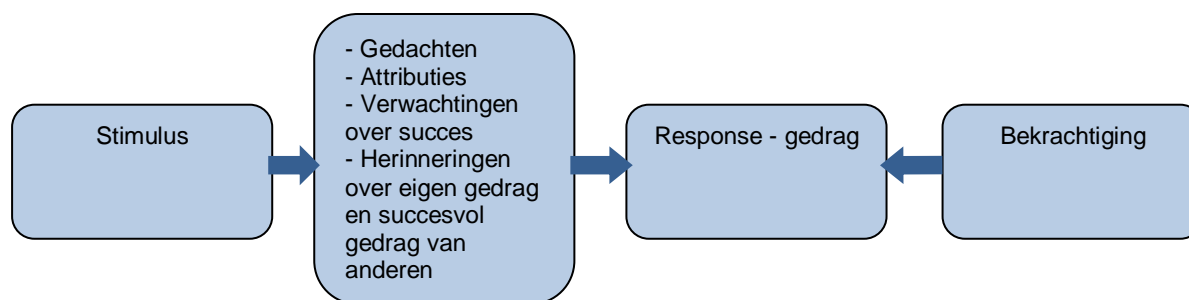 Stimulus
- Gedachten
- Attributies
- Verwachtingen
over succes
- Herinneringen
over eigen gedrag
en succesvol
gedrag van
anderen
Response - gedrag
Bekrachtiging